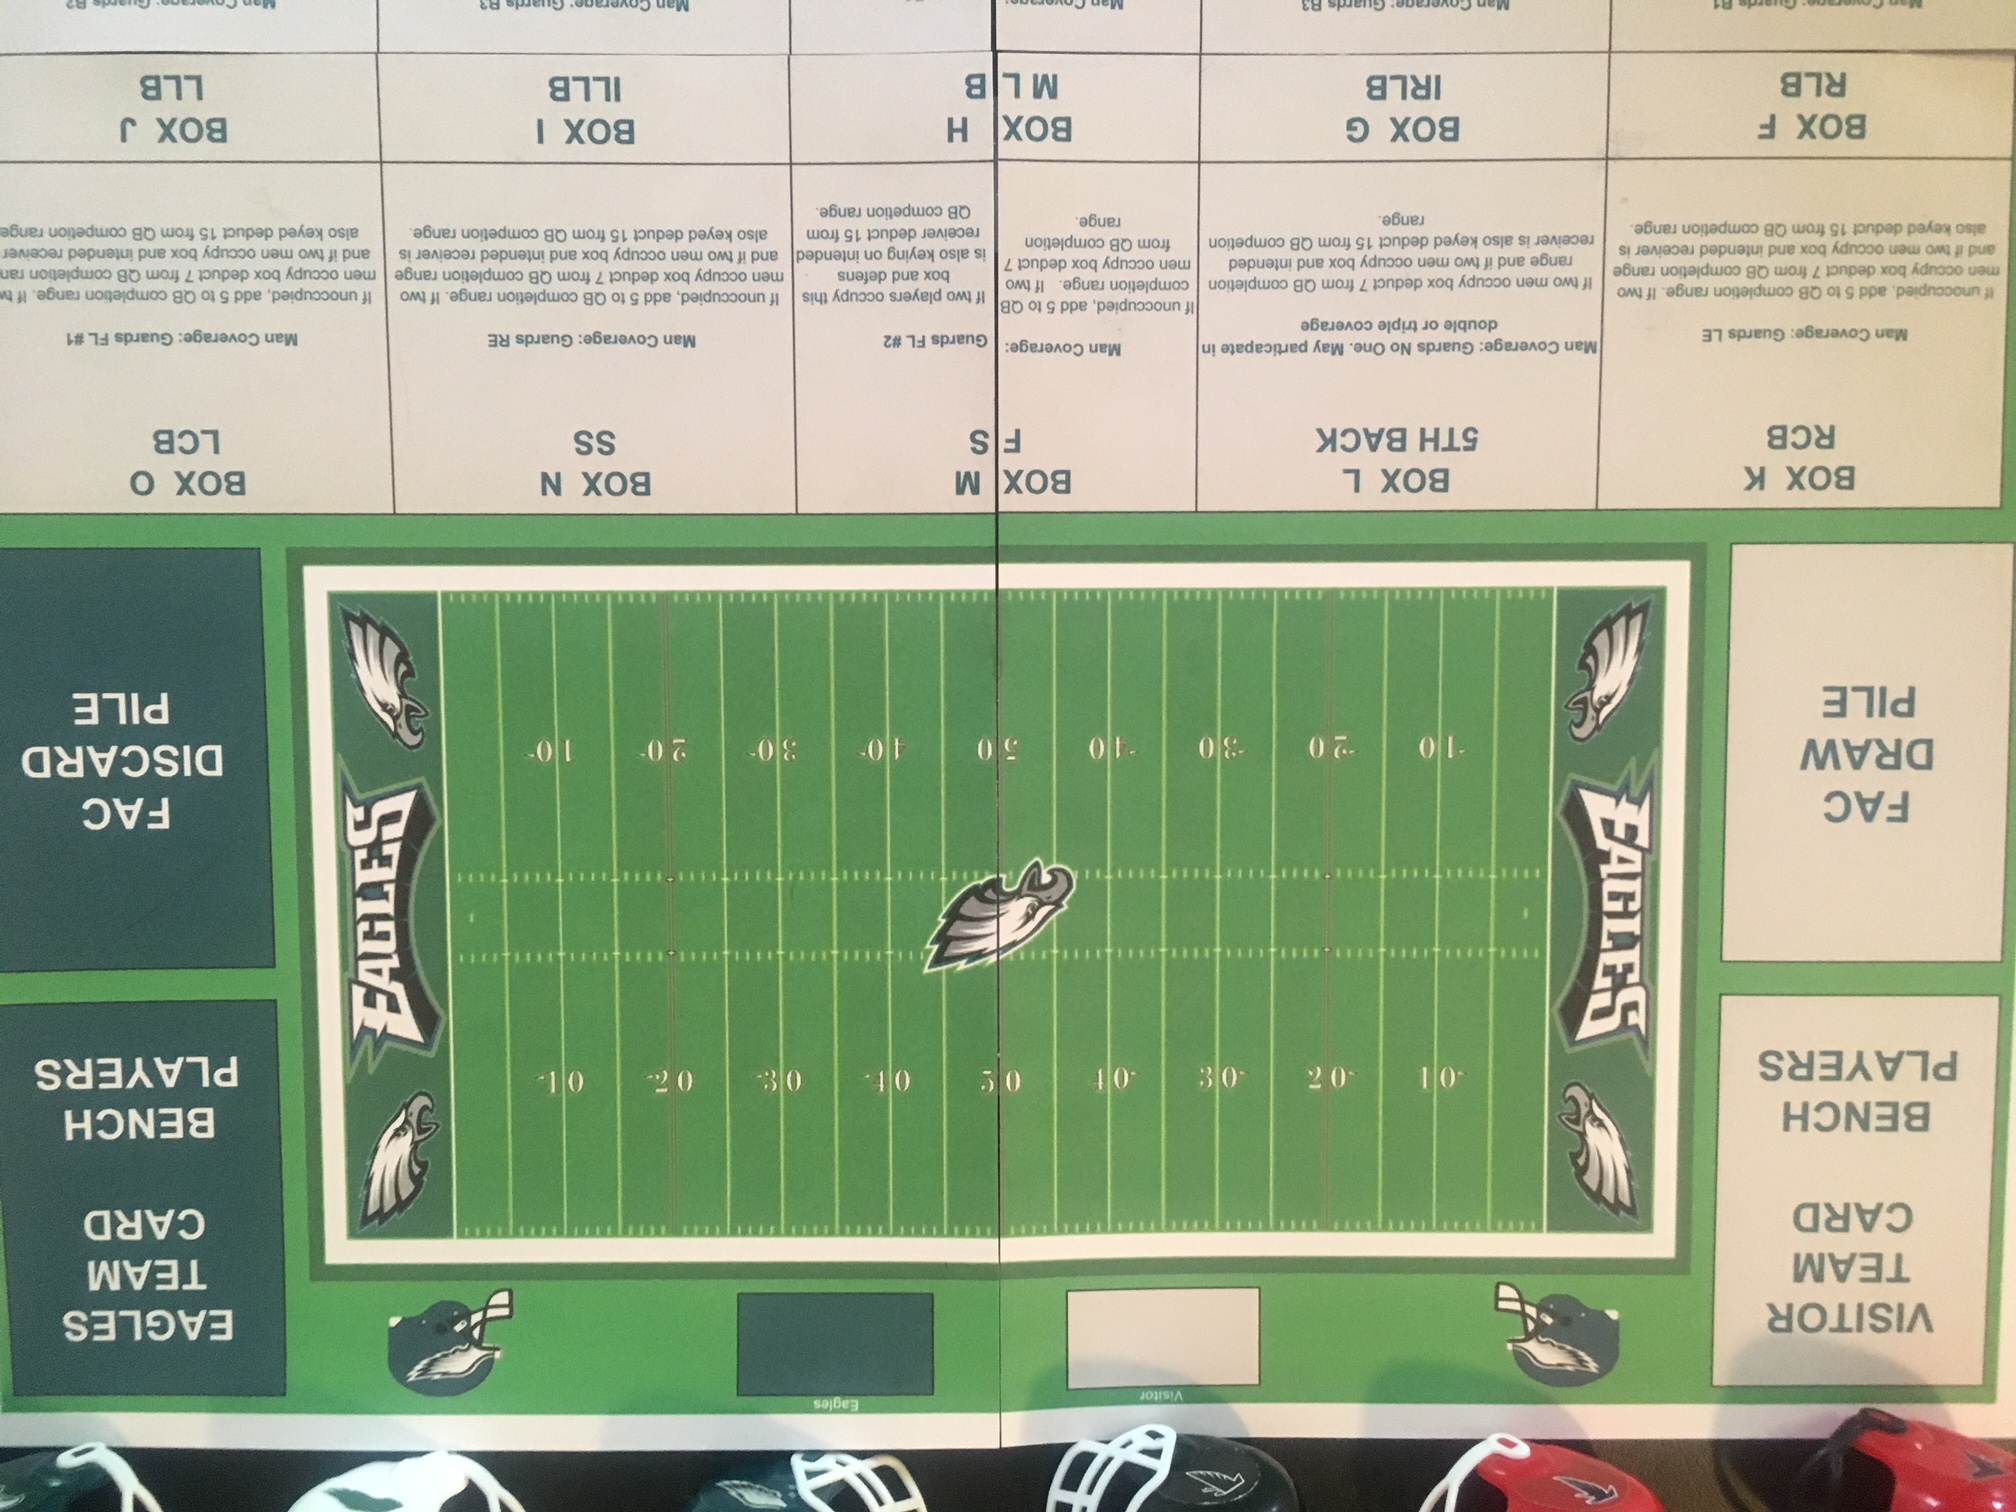 Visitor
Eagles
VISITOR
TEAM
CARD
BENCH
PLAYERS
FAC
DRAW
PILE
EAGLES
10 20 30 40 50 40 30 20 10
10 20 30 40 50 40 30 20 10
EAGLES
EAGLES
TEAM
CARD
BENCH
PLAYERS
FAC
DISCARD
PILE
BOX K
RCB
Man Coverage: Guards LE
If unoccupied, add 5 to QB completion range. If two
men occupy box deduct 7 from QB completion range
and if two men occupy box and intended receiver is
also keyed deduct 15 from QB competion range.
BOX L
5TH BACK
Man Coverage: Guards No One. May particapate in
double or triple coverage
If two men occupy box deduct 7 from QB completion
range and if two men occupy box and intended
receiver is also keyed deduct 15 from QB competion
range.
BOX M
F S
Man Coverage:
If unoccupied, add 5 to QB
completion range. If two
men occupy box deduct 7
from QB completion
range.
Guards FL #2
If two players occupy this
box and defens
is also keying on intended
receiver deduct 15 from
QB competion range.
BOX N
SS
Man Coverage: Guards RE
If unoccupied, add 5 to QB completion range. If two
men occupy box deduct 7 from QB completion range
and if two men occupy box and intended receiver is
also keyed deduct 15 from QB competion range.
BOX O
LCB
Man Coverage: Guards FL #1
If unoccupied, add 5 to QB completion range. If
men occupy box deduct 7 from QB completion
and if two men occupy box and intended receiver
also keyed deduct 15 from QB competion range
BOX F
RLB
BOX G
IRLB
BOX H
M L B
BOX I
ILLB
BOX J
LLB
Man Coverage: Guards B1
Man Coverage: Guards B3
Man Coverage:
Man Coverage: Guards B3
Man Coverage: Guards B2